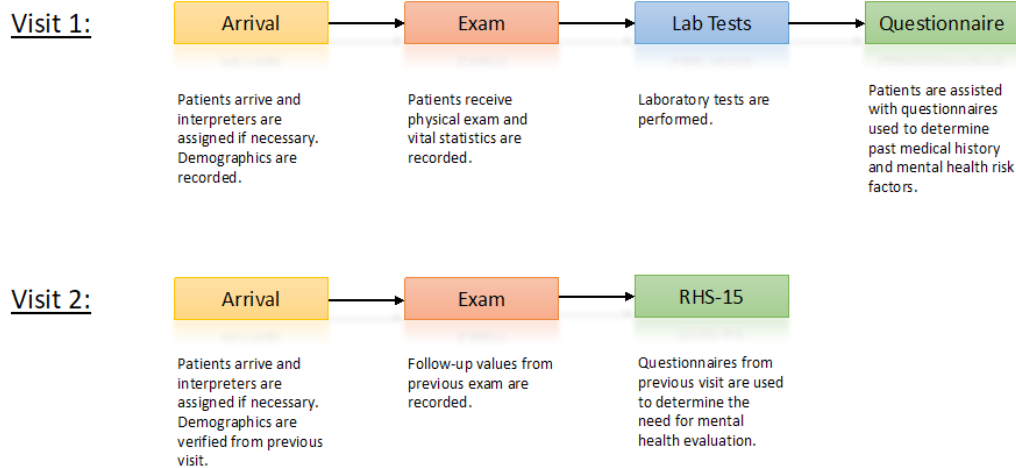 Visit 1:
Arrival
Exam
Lab Tests
Questionnaire
Patients arrive and
interpreters are
assigned if necessary.
Demographics are
recorded.
Patients receive
physical exam and
vital statistics are
recorded.
Laboratory tests are
performed.
Patients are assisted
with questionnaires
used to determine
past medical history
and mental health risk
factors.
Visit 2:
Arrival
Exam
RHS-15
Patients arrive and
interpreters are
assigned if necessary.
Demographics are
verified from previous
visit.
Follow-up values from
previous exam are
recorded.
Questionnaires from
previous visit are used
to determine the
need for mental
health evaluation.